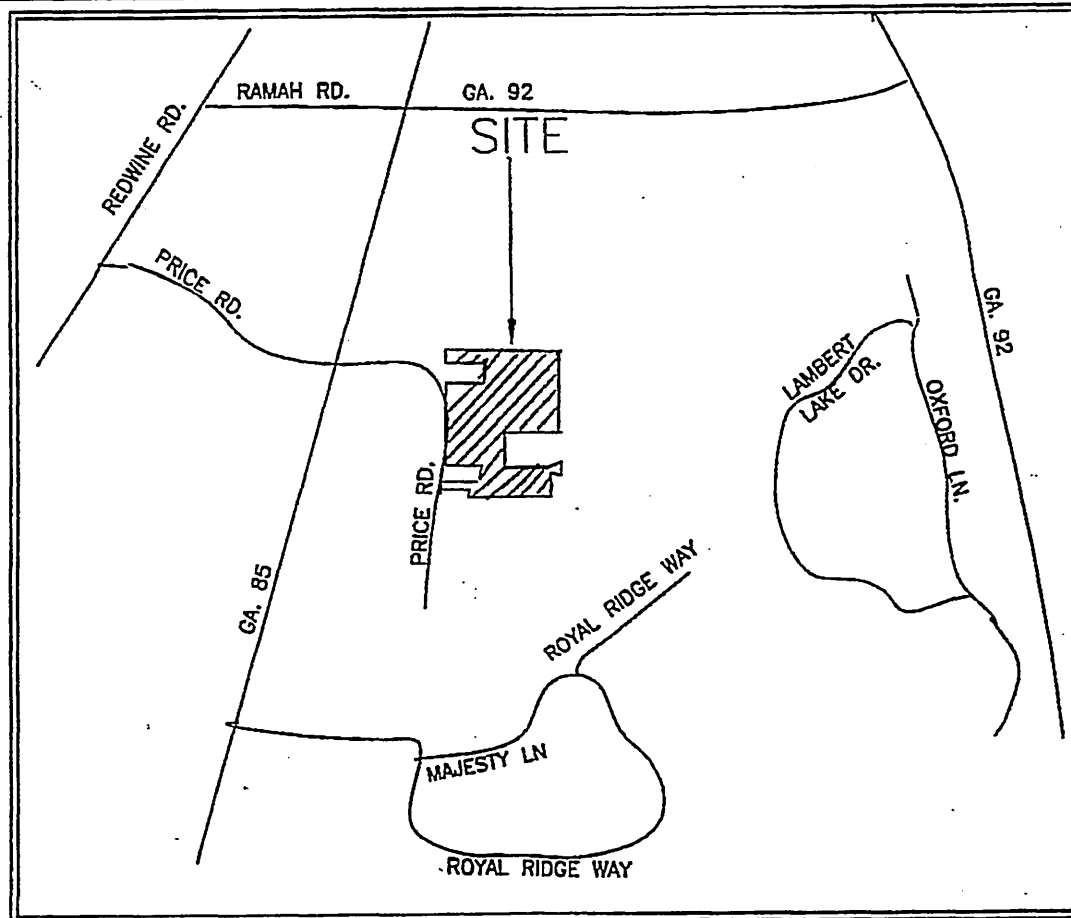 RAMAH RD.
GA. 92
SITE
REDWINE RD.
PRICE RD.
GA. 92
LAMBERT
LAKE DR.
OXFORD LN.
PRICE RD.
GA. 85
ROYAL RIDGE WAY
MAJESTY LN
ROYAL RIDGE WAY